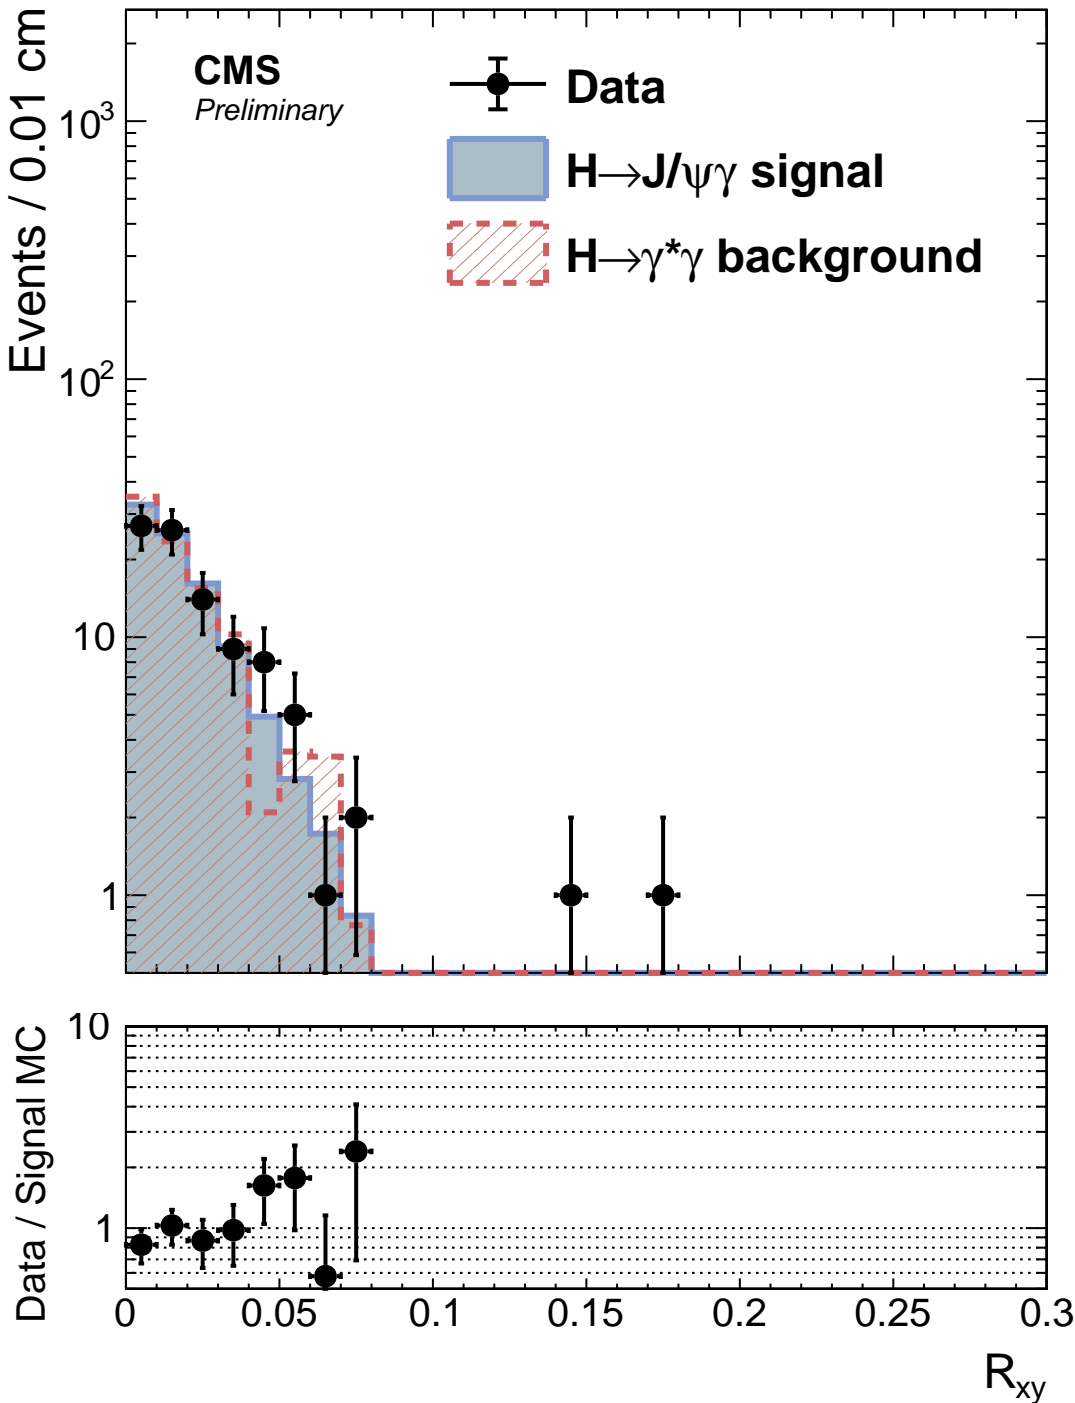 CMS
Preliminary
Data
H→J/ψγ signal
H→γ*γ background
Events / 0.01 cm
10³
10²
10
1
Data / Signal MC
10
1
0 0.05 0.1 0.15 0.2 0.25 0.3
R_xy